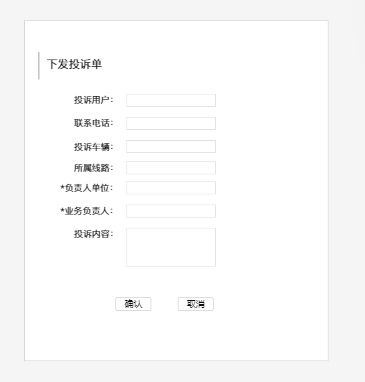 下发投诉单
投诉用户：
联系电话：
投诉车辆：
所属线路：
*负责人单位：
*业务负责人：
投诉内容：
确认 取消